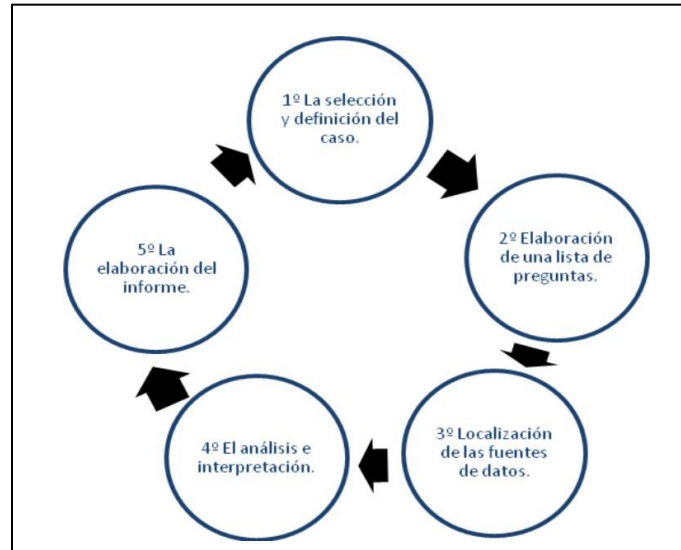 1º La selección
y definición del
caso.
2º Elaboración
de una lista de
preguntas.
3º Localización
de las fuentes
de datos.
4º El análisis e
interpretación.
5º La
elaboración del
informe.